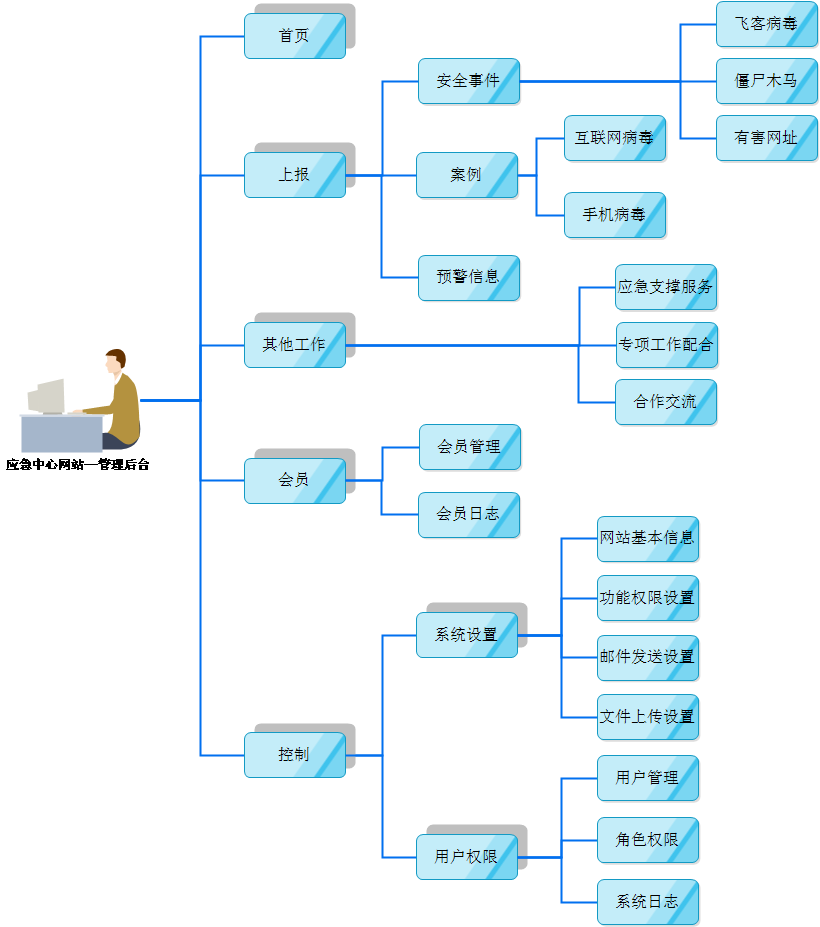 首页
上报
安全事件
飞客病毒
僵尸木马
有害网址
案例
互联网病毒
手机病毒
预警信息
其他工作
应急支撑服务
专项工作配合
合作交流
应急中心网站—管理后台
会员
会员管理
会员日志
控制
系统设置
网站基本信息
功能权限设置
邮件发送设置
文件上传设置
用户权限
用户管理
角色权限
系统日志